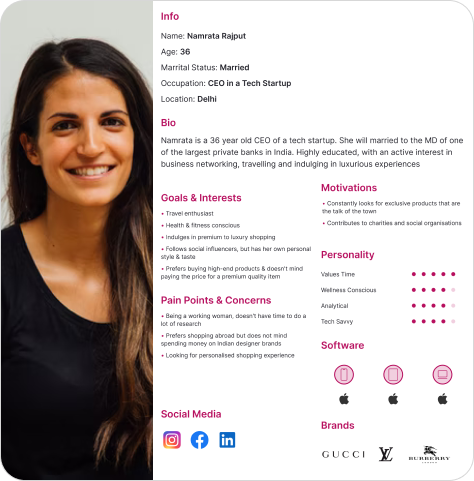 Info
Name: Namrata Rajput
Age: 36
Marrital Status: Married
Occupation: CEO in a Tech Startup
Location: Delhi
Bio
Namrata is a 36 year old CEO of a tech startup. She will married to the MD of one
of the largest private banks in India. Highly educated, with an active interest in
business networking, travelling and indulging in luxurious experiences
Goals & Interests
• Travel enthusiast
• Health & fitness conscious
• Indulges in premium to luxury shopping
• Follows social influencers, but has her own personal
style & taste
• Prefers buying high-end products & doesn't mind
paying the price for a premium quality item
Pain Points & Concerns
• Being a working woman, doesn't have time to do a
lot of research
• Prefers shopping abroad but does not mind
spending money on Indian designer brands
• Looking for personalised shopping experience
Social Media
in
Motivations
• Constantly looks for exclusive products that are
the talk of the town
• Contributes to charities and social organisations
Personality
Values Time
Wellness Conscious
Analytical
Tech Savvy
Software
Brands
GUCCI
LV
BURBERRY
LONDON